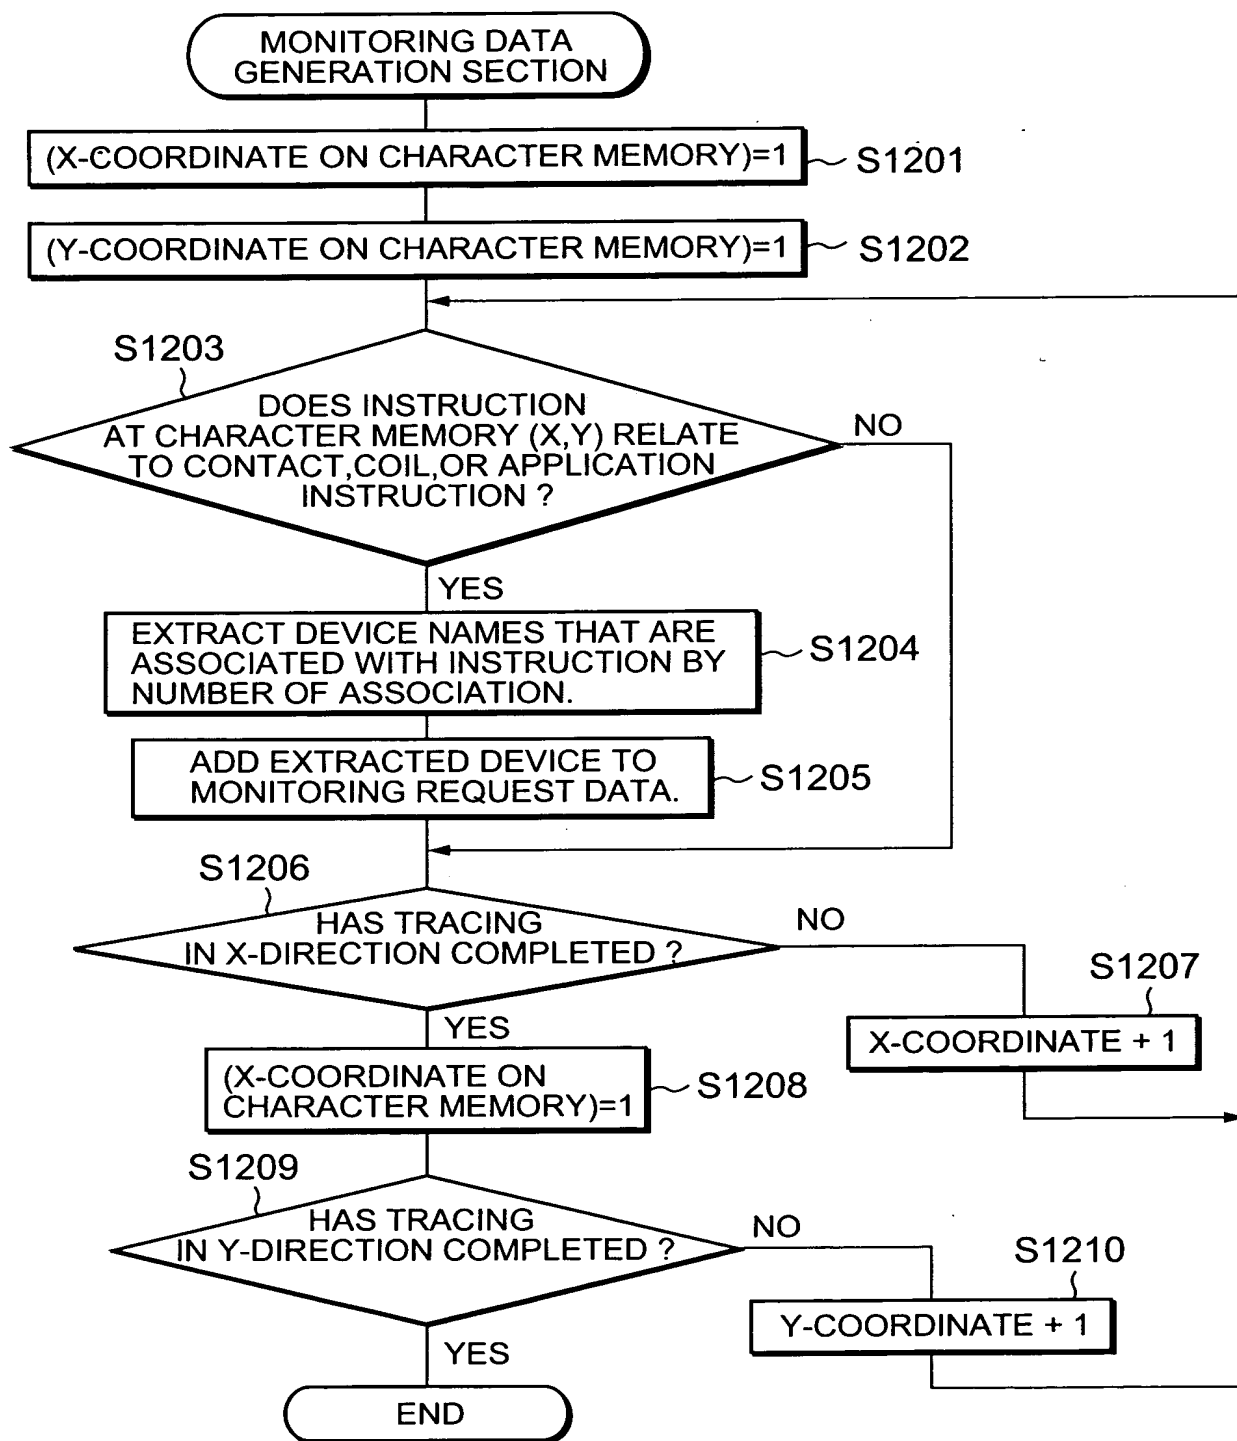 MONITORING DATA
GENERATION SECTION
(X-COORDINATE ON CHARACTER MEMORY)=1
S1201
(Y-COORDINATE ON CHARACTER MEMORY)=1
S1202
S1203
DOES INSTRUCTION
AT CHARACTER MEMORY (X,Y) RELATE
TO CONTACT,COIL,OR APPLICATION
INSTRUCTION ?
NO
YES
EXTRACT DEVICE NAMES THAT ARE
ASSOCIATED WITH INSTRUCTION BY
NUMBER OF ASSOCIATION.
S1204
ADD EXTRACTED DEVICE TO
MONITORING REQUEST DATA.
S1205
S1206
HAS TRACING
IN X-DIRECTION COMPLETED ?
NO
S1207
X-COORDINATE + 1
YES
(X-COORDINATE ON
CHARACTER MEMORY)=1
S1208
S1209
HAS TRACING
IN Y-DIRECTION COMPLETED ?
NO
S1210
Y-COORDINATE + 1
YES
END